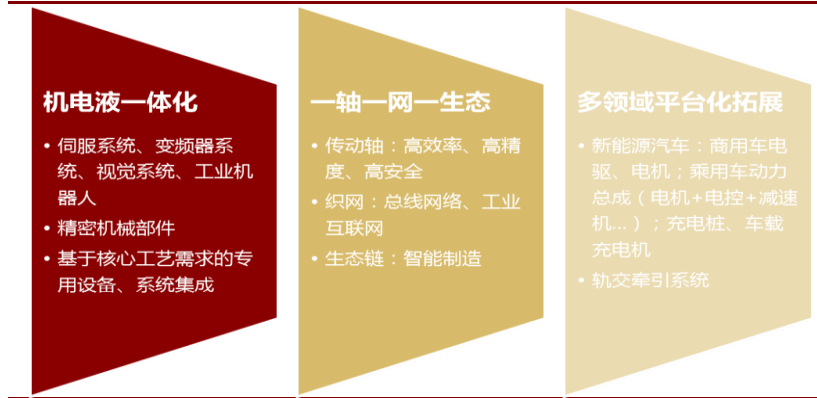 机电液一体化
• 伺服系统、变频器系
统、视觉系统、工业机
器人
• 精密机械部件
• 基于核心工艺需求的专
用设备、系统集成
一轴一网一生态
• 传动轴：高效率、高精
度、高安全
• 织网：总线网络、工业
互联网
• 生态链：智能制造
多领域平台化拓展
• 新能源汽车：商用车电
驱、电机；乘用车动力
总成（电机+电控+减速
机...）；充电桩、车载
充电机
• 轨交牵引系统